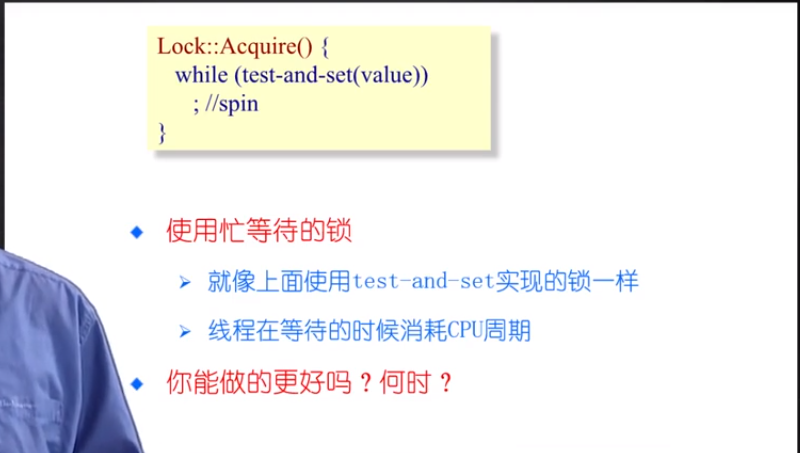 Lock::Acquire() {
while (test-and-set(value))
; //spin
}
使用忙等待的锁
就像上面使用test-and-set实现的锁一样
线程在等待的时候消耗CPU周期
你能做的更好吗？何时？